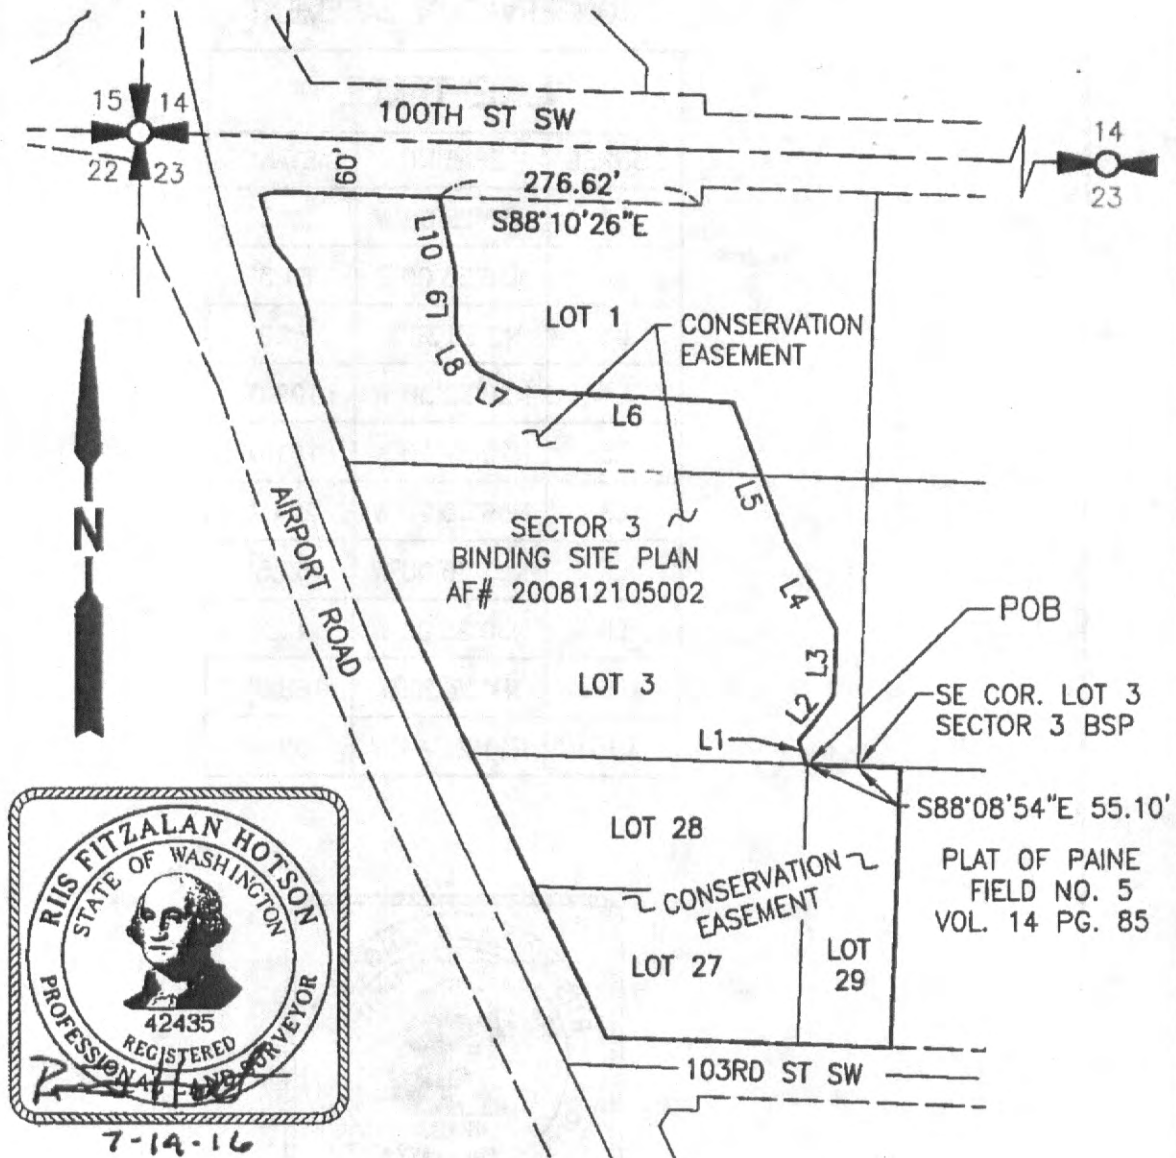 15 14
22 23
100TH ST SW
14
23
60'
276.62'
S88°10'26"E
L10
L9
L8
L7
L6
LOT 1
CONSERVATION
EASEMENT
L5
SECTOR 3
BINDING SITE PLAN
AF# 200812105002
L4
POB
N
AIRPORT ROAD
LOT 3
L3
L2
L1
SE COR. LOT 3
SECTOR 3 BSP
S88°08'54"E 55.10'
LOT 28
PLAT OF PAINE
FIELD NO. 5
VOL. 14 PG. 85
CONSERVATION
EASEMENT
LOT 27
LOT
29
103RD ST SW
RIIS FITZALAN HOTSON
STATE OF WASHINGTON
42435
REGISTERED
PROFESSIONAL LAND SURVEYOR
7-14-16